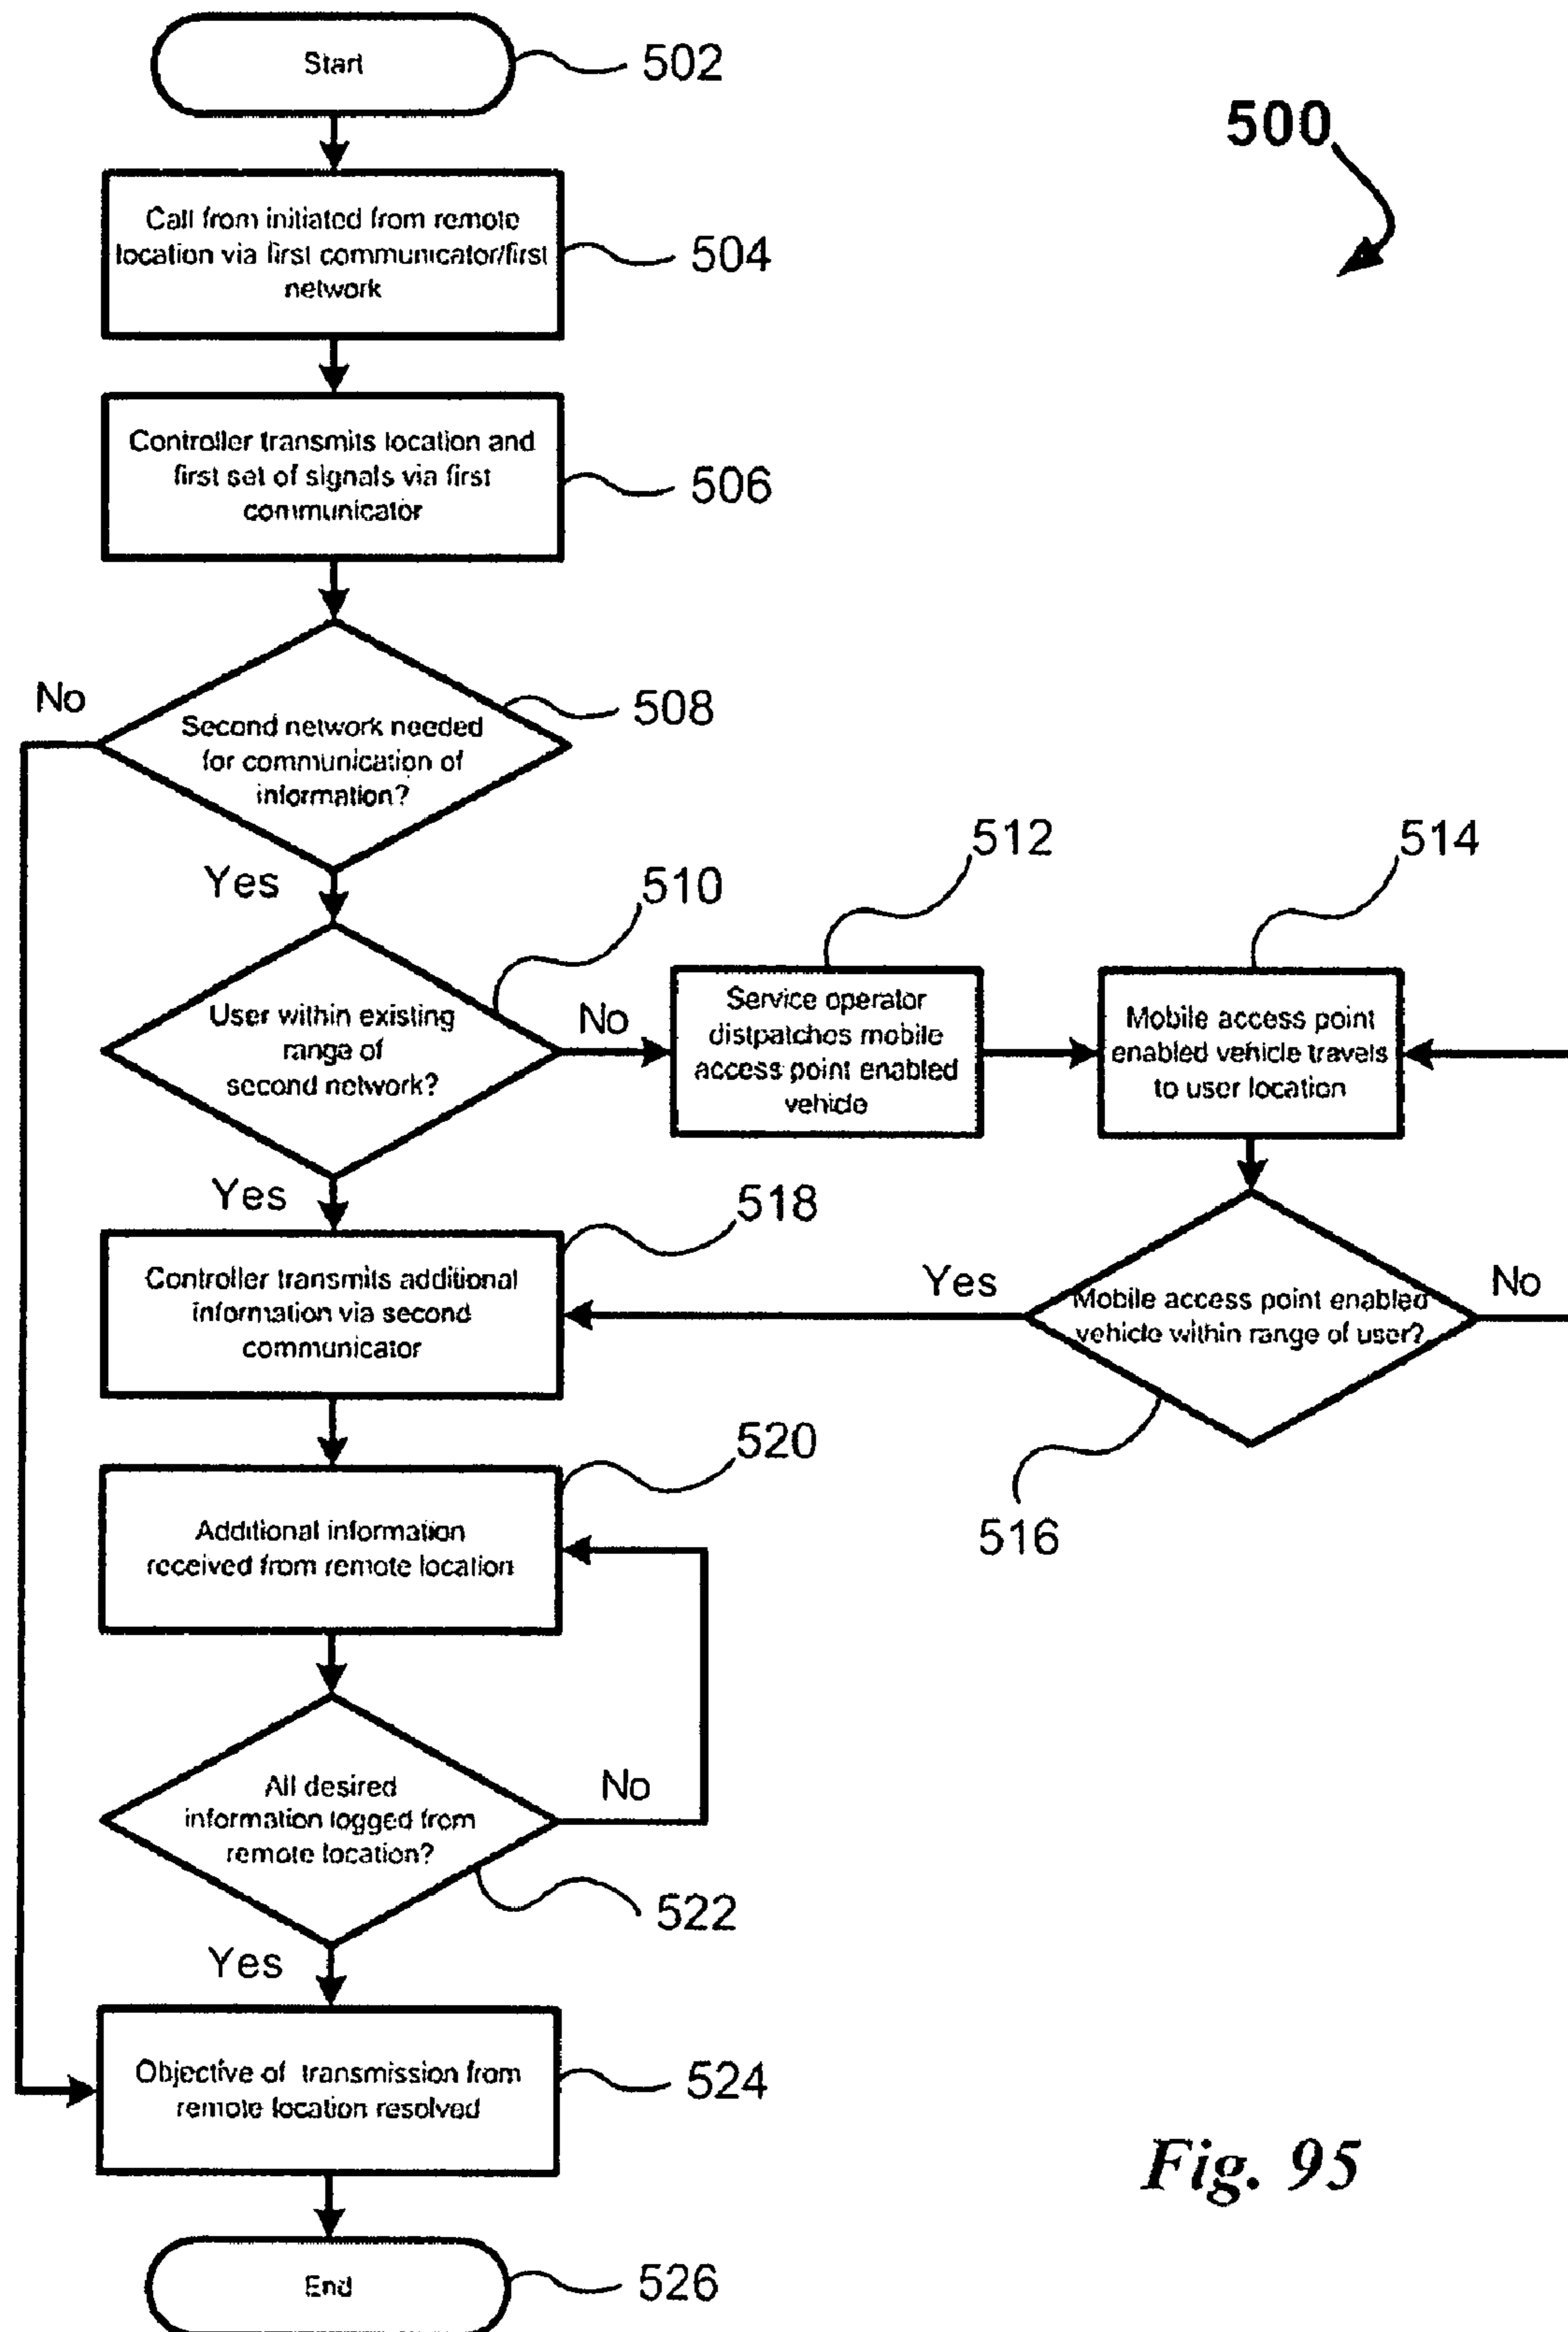 Start
502
500
Call from initiated from remote
location via first communicator/first
network
504
Controller transmits location and
first set of signals via first
communicator
506
No
508
Second network needed
for communication of
information?
Yes
510
512
514
User within existing
range of
second network?
No
Service operator
distpatches mobile
access point enabled
vehicle
Mobile access point
enabled vehicle travels
to user location
Yes
518
Controller transmits additional
information via second
communicator
Yes
Mobile access point enabled
vehicle within range of user?
No
516
520
Additional information
received from remote location
All desired
information logged from
remote location?
No
522
Yes
Objective of transmission from
remote location resolved
524
Fig. 95
End
526